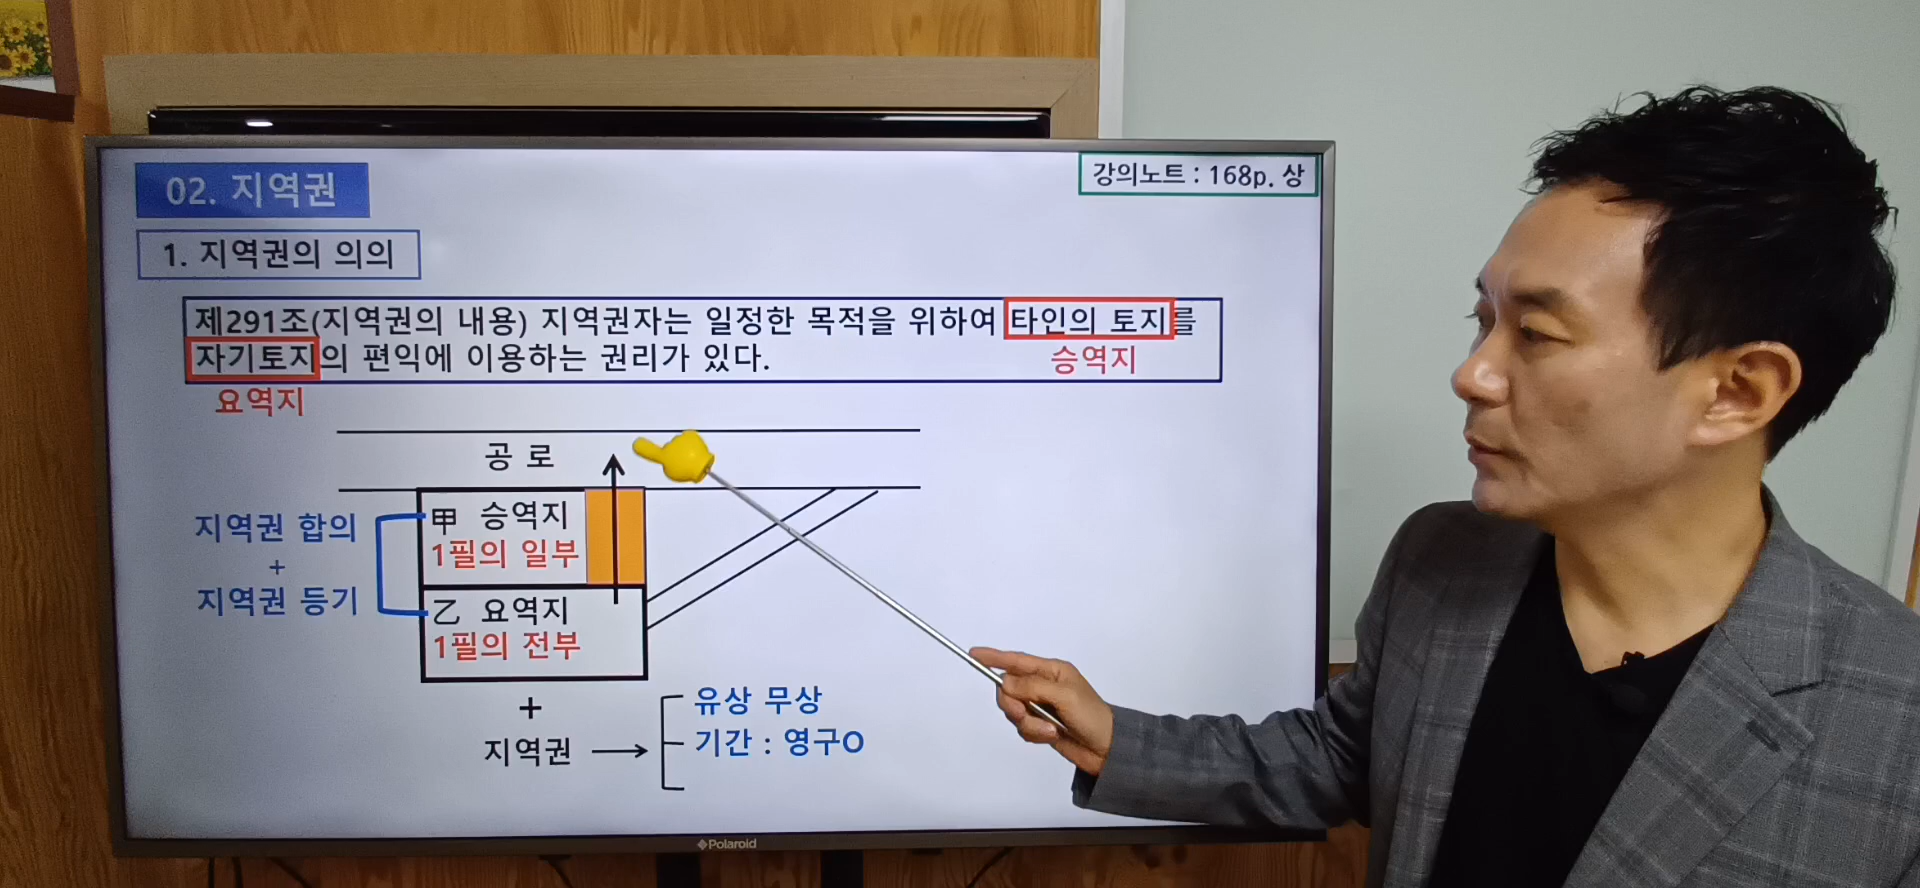 02. 지역권
강의노트 : 168p. 상
1. 지역권의 의의
제291조(지역권의 내용) 지역권자는 일정한 목적을 위하여 타인의 토지를
자기토지의 편익에 이용하는 권리가 있다.
승역지
요역지
공 로
지역권 합의
+
지역권 등기
甲 승역지
1필의 일부
乙 요역지
1필의 전부
+
지역권
유상 무상
기간 : 영구O
Polaroid